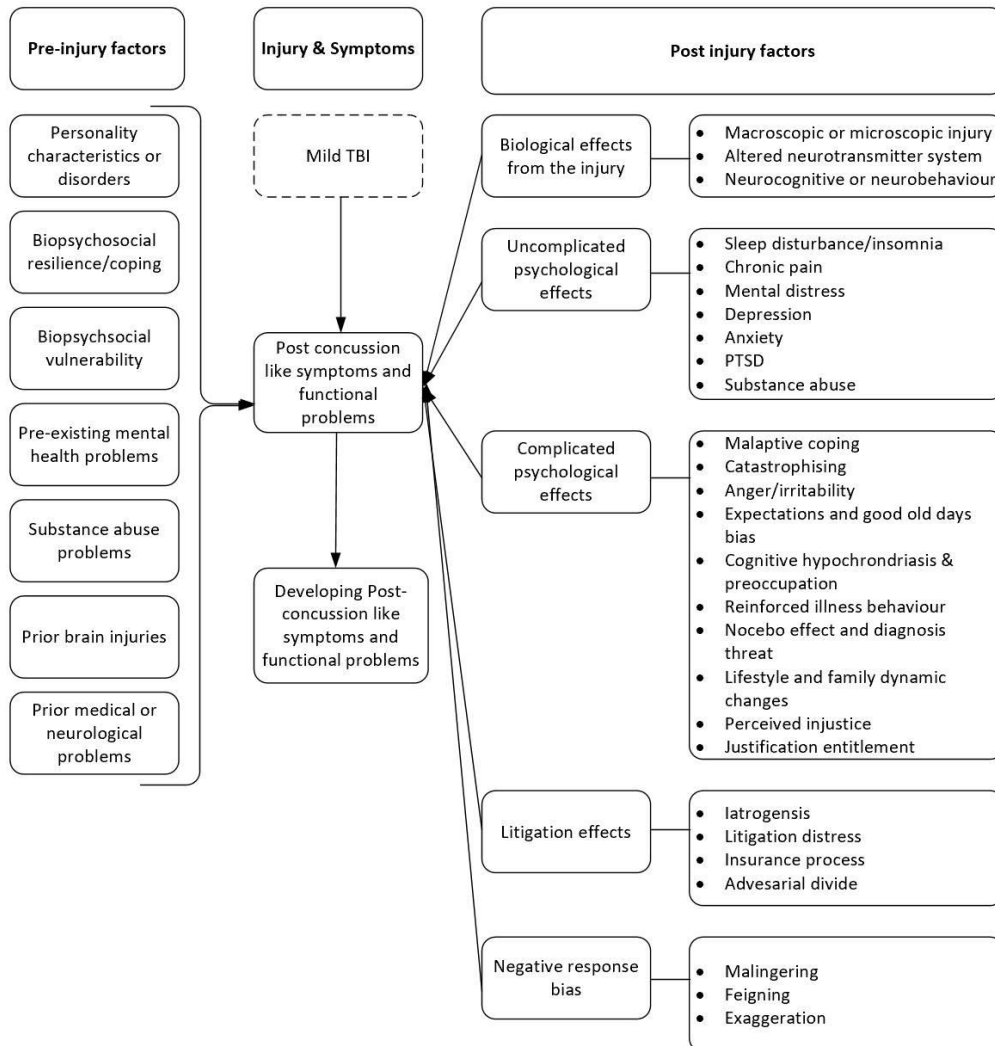 Pre-injury factors
Injury & Symptoms
Post injury factors
Personality
characteristics or
disorders
Biopsychosocial
resilience/coping
Biopsychsocial
vulnerability
Pre-existing mental
health problems
Substance abuse
problems
Prior brain injuries
Prior medical or
neurological
problems
Mild TBI
Post concussion
like symptoms and
functional
problems
Developing Post-
concussion like
symptoms and
functional problems
Biological effects
from the injury
• Macroscopic or microscopic injury
• Altered neurotransmitter system
• Neurocognitive or neurobehaviour
Uncomplicated
psychological
effects
• Sleep disturbance/insomnia
• Chronic pain
• Mental distress
• Depression
• Anxiety
• PTSD
• Substance abuse
Complicated
psychological
effects
• Malaptive coping
• Catastrophising
• Anger/irritability
• Expectations and good old days
bias
• Cognitive hypochrondriasis &
preoccupation
• Reinforced illness behaviour
• Nocebo effect and diagnosis
threat
• Lifestyle and family dynamic
changes
• Perceived injustice
• Justification entitlement
Litigation effects
• Iatrogensis
• Litigation distress
• Insurance process
• Advesarial divide
Negative response
bias
• Malingering
• Feigning
• Exaggeration